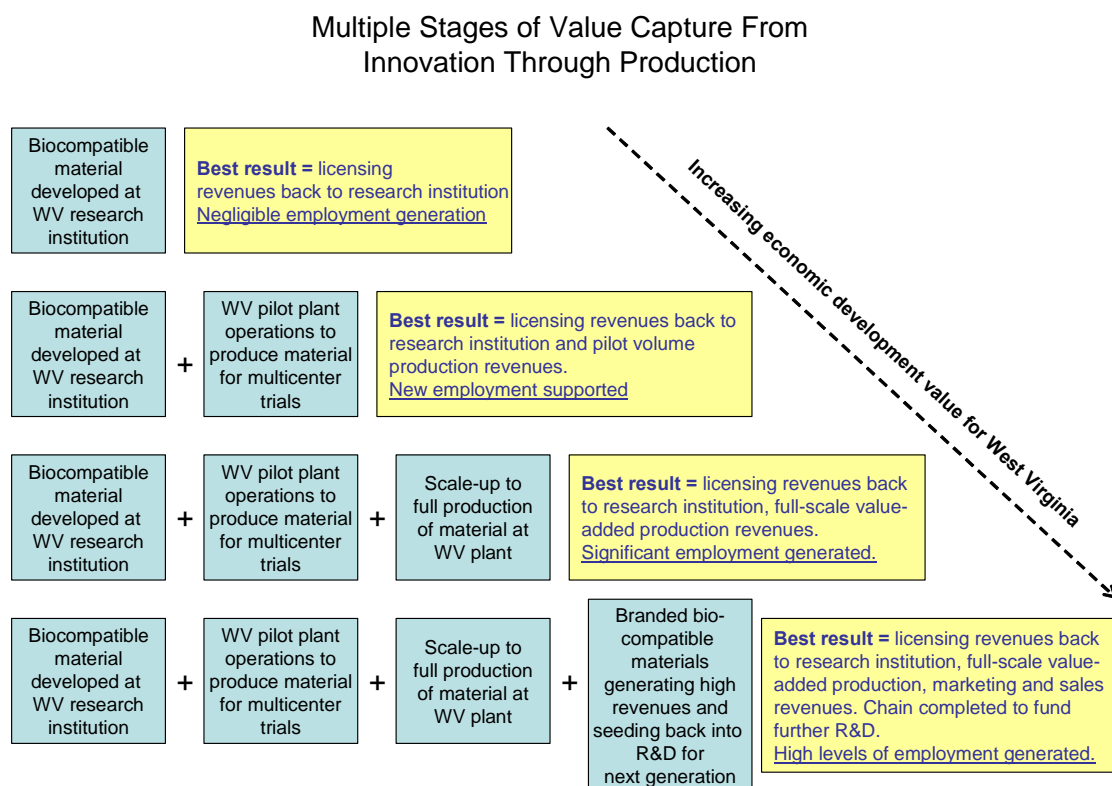 Multiple Stages of Value Capture From
Innovation Through Production
Biocompatible
material
developed at
WV research
institution
Best result = licensing
revenues back to research institution
Negligible employment generation
Increasing economic development value for West Virginia
Biocompatible
material
developed at
WV research
institution
+
WV pilot plant
operations to
produce material
for multicenter
trials
Best result = licensing revenues back to
research institution and pilot volume
production revenues.
New employment supported
Biocompatible
material
developed at
WV research
institution
+
WV pilot plant
operations to
produce material
for multicenter
trials
+
Scale-up to
full production
of material at
WV plant
Best result = licensing revenues back
to research institution, full-scale value-
added production revenues.
Significant employment generated.
Biocompatible
material
developed at
WV research
institution
+
WV pilot plant
operations to
produce material
for multicenter
trials
+
Scale-up to
full production
of material at
WV plant
+
Branded bio-
compatible
materials
generating high
revenues and
seeding back into
R&D for
next generation
Best result = licensing revenues back
to research institution, full-scale value-
added production, marketing and sales
revenues. Chain completed to fund
further R&D.
High levels of employment generated.